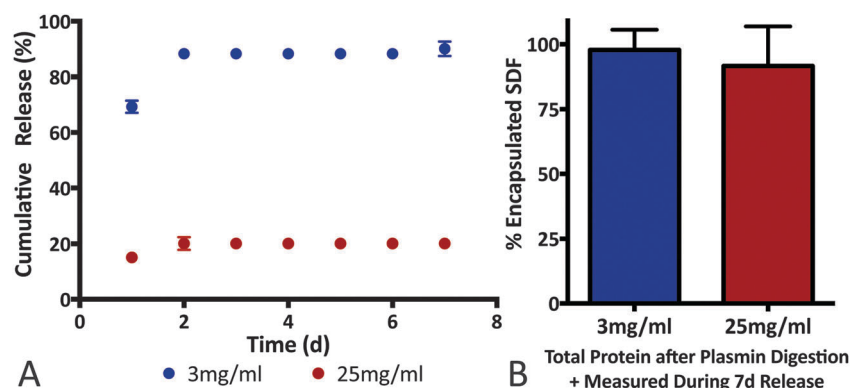 Cumulative Release (%)
100
80
60
40
20
0
0 2 4 6 8
Time (d)
A
3mg/ml 25mg/ml
% Encapsulated SDF
100
75
50
25
0
3mg/ml 25mg/ml
B
Total Protein after Plasmin Digestion
+ Measured During 7d Release